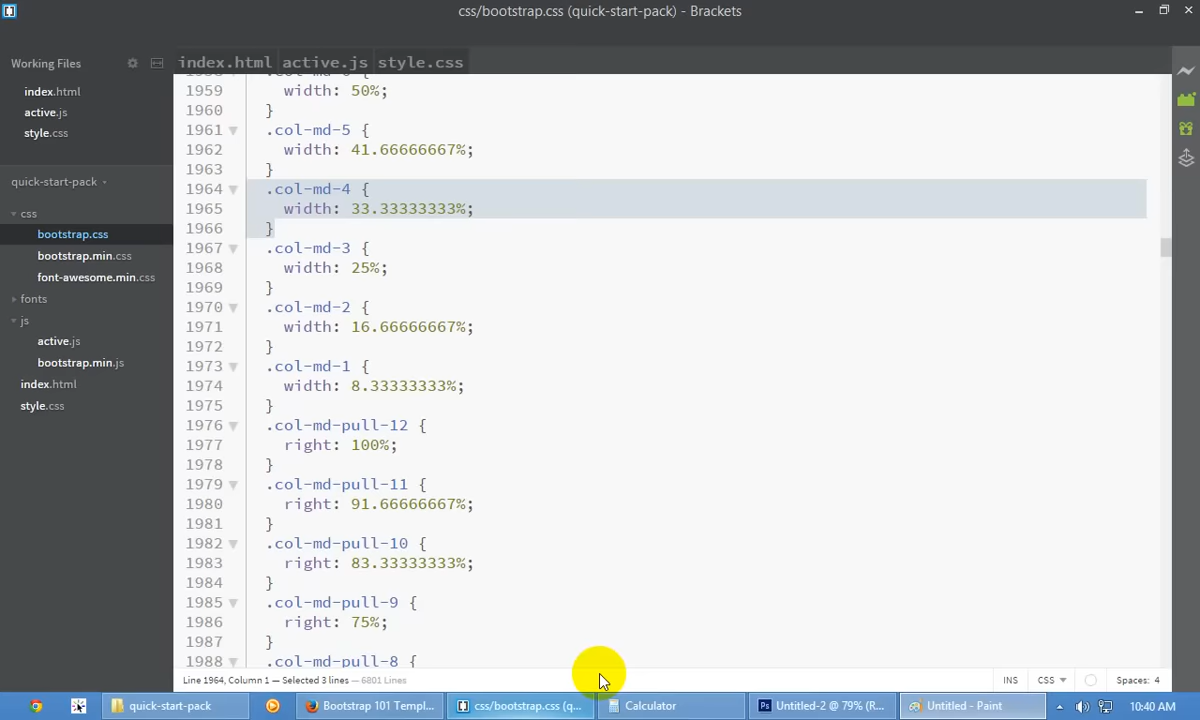 css/bootstrap.css (quick-start-pack) - Brackets
Working Files
index.html
active.js
style.css
quick-start-pack
css
bootstrap.css
bootstrap.min.css
font-awesome.min.css
fonts
js
active.js
bootstrap.min.js
index.html
style.css
index.html active.js style.css
1959 width: 50%;
1960 }
1961 .col-md-5 {
1962 width: 41.66666667%;
1963 }
1964 .col-md-4 {
1965 width: 33.33333333%;
1966 }
1967 .col-md-3 {
1968 width: 25%;
1969 }
1970 .col-md-2 {
1971 width: 16.66666667%;
1972 }
1973 .col-md-1 {
1974 width: 8.33333333%;
1975 }
1976 .col-md-pull-12 {
1977 right: 100%;
1978 }
1979 .col-md-pull-11 {
1980 right: 91.66666667%;
1981 }
1982 .col-md-pull-10 {
1983 right: 83.33333333%;
1984 }
1985 .col-md-pull-9 {
1986 right: 75%;
1987 }
1988 .col-md-pull-8 {
Line 1964, Column 1 — Selected 3 lines — 6801 Lines
INS CSS Spaces: 4
quick-start-pack Bootstrap 101 Templ... css/bootstrap.css (q... Calculator Untitled-2 @ 79% (R... Untitled - Paint 10:40 AM